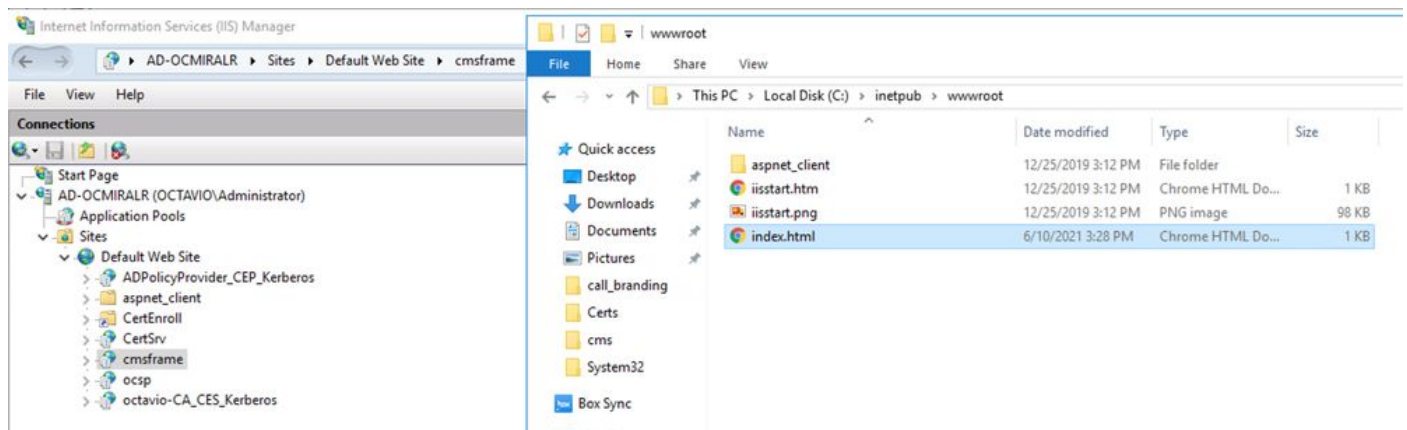 Internet Information Services (IIS) Manager
AD-OCMIRALR Sites Default Web Site cmsframe
File View Help
Connections
Start Page
AD-OCMIRALR (OCTAVIO\Administrator)
Application Pools
Sites
Default Web Site
ADPolicyProvider_CEP_Kerberos
aspnet_client
CertEnroll
CertSrv
cmsframe
ocsp
octavio-CA_CES_Kerberos
wwwroot
File Home Share View
This PC Local Disk (C:) inetpub wwwroot
Quick access
Desktop
Downloads
Documents
Pictures
call_branding
Certs
cms
System32
Box Sync
Name Date modified Type Size
aspnet_client 12/25/2019 3:12 PM File folder
iisstart.htm 12/25/2019 3:12 PM Chrome HTML Do... 1 KB
iisstart.png 12/25/2019 3:12 PM PNG image 98 KB
index.html 6/10/2021 3:28 PM Chrome HTML Do... 1 KB